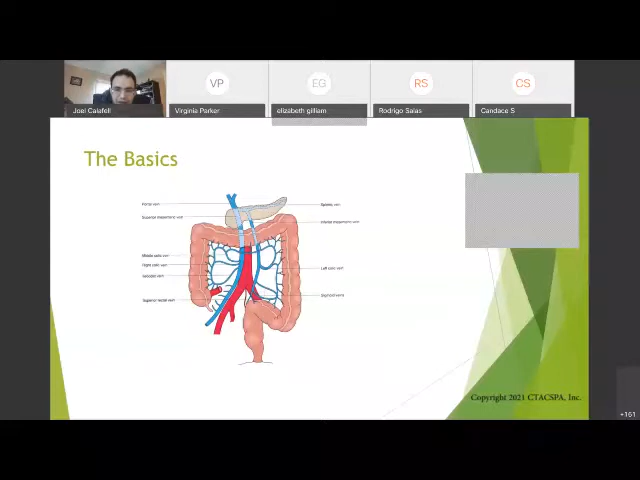 VP
EG
RS
CS
Joel Calafell
Virginia Parker
elizabeth gilliam
Rodrigo Salas
Candace S
The Basics
Portal vein
Splenic vein
Superior mesenteric vein
Inferior mesenteric vein
Middle colic vein
Right colic vein
Left colic vein
Ileocolic vein
Superior rectal vein
Copyright 2021 CTACSPA, Inc.
+161